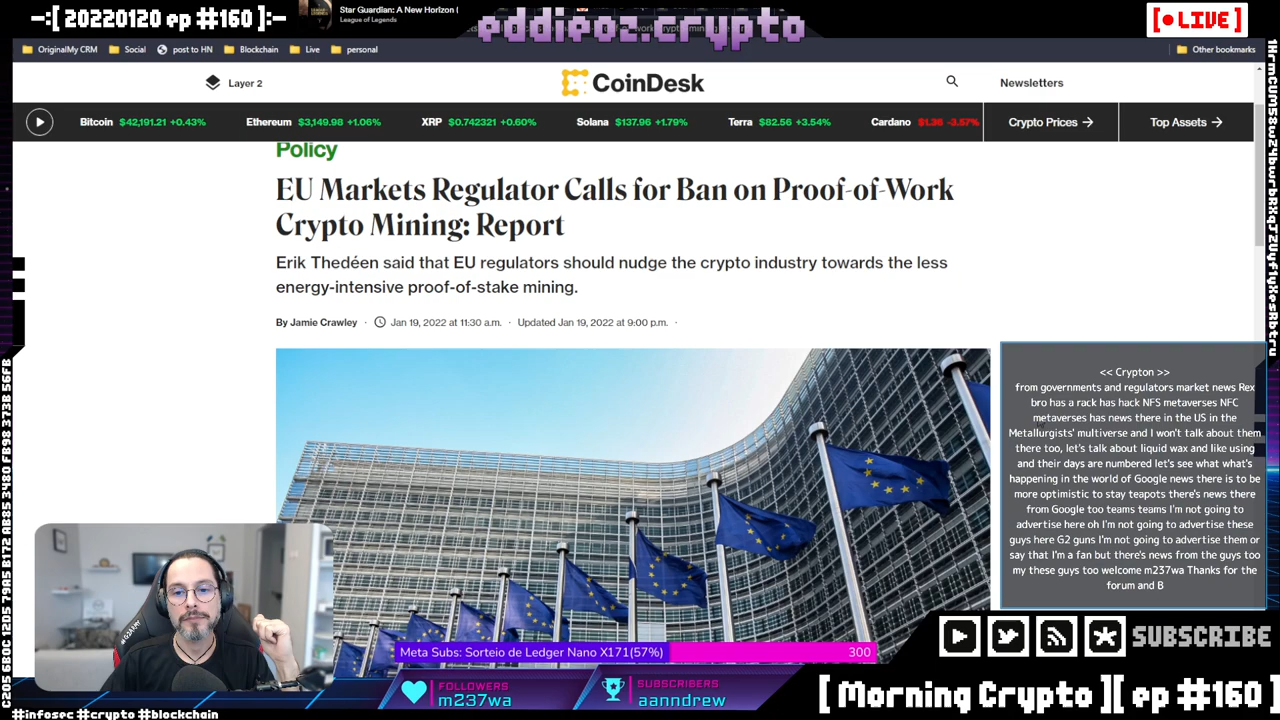 -:[ 20220120 ep #160 ]:-
Star Guardian: A New Horizon (
League of Legends
eddieoz.crypto
[● LIVE]
OriginalMy CRM
Social
post to HN
Blockchain
Live
personal
Other bookmarks
Layer 2
CoinDesk
Newsletters
Bitcoin $42,191.21 +0.43%
Ethereum $3,149.98 +1.06%
XRP $0.742321 +0.60%
Solana $137.96 +1.79%
Terra $82.56 +3.54%
Cardano $1.36 -3.57%
Crypto Prices →
Top Assets →
Policy
EU Markets Regulator Calls for Ban on Proof-of-Work
Crypto Mining: Report
Erik Thedéen said that EU regulators should nudge the crypto industry towards the less
energy-intensive proof-of-stake mining.
By Jamie Crawley · Jan 19, 2022 at 11:30 a.m. · Updated Jan 19, 2022 at 9:00 p.m. ·
<< Crypton >>
from governments and regulators market news Rex
bro has a rack has hack NFS metaverses NFC
metaverses has news there in the US in the
Metallurgists' multiverse and I won't talk about them
there too, let's talk about liquid wax and like using
and their days are numbered let's see what what's
happening in the world of Google news there is to be
more optimistic to stay teapots there's news there
from Google too teams teams I'm not going to
advertise here oh I'm not going to advertise these
guys here G2 guns I'm not going to advertise them or
say that I'm a fan but there's news from the guys too
my these guys too welcome m237wa Thanks for the
forum and B
Meta Subs: Sorteio de Ledger Nano X171(57%)
300
FOLLOWERS
m237wa
SUBSCRIBERS
aanndrew
SUBSCRIBE
[ Morning Crypto ][ ep #160 ]
#infosec #crypto #blockchain